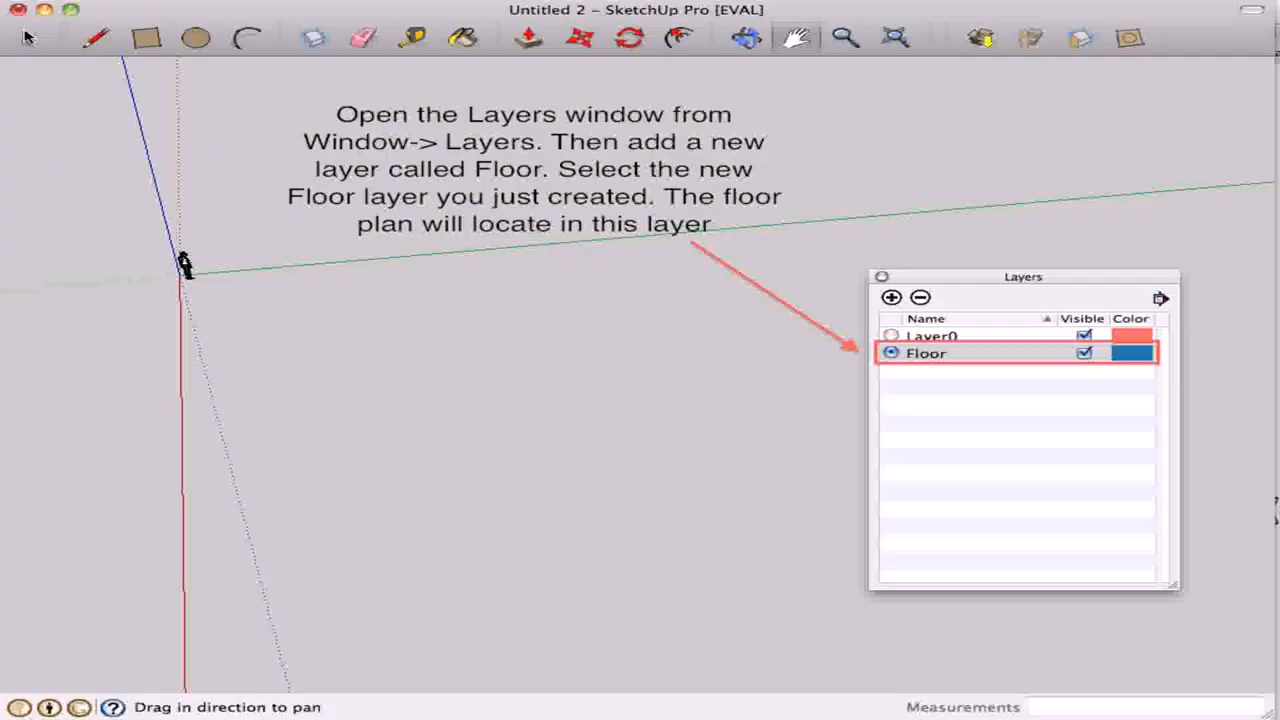 Untitled 2 – SketchUp Pro [EVAL]
Open the Layers window from
Window-> Layers. Then add a new
layer called Floor. Select the new
Floor layer you just created. The floor
plan will locate in this layer
Layers
Name Visible Color
Layer0
Floor
Drag in direction to pan
Measurements